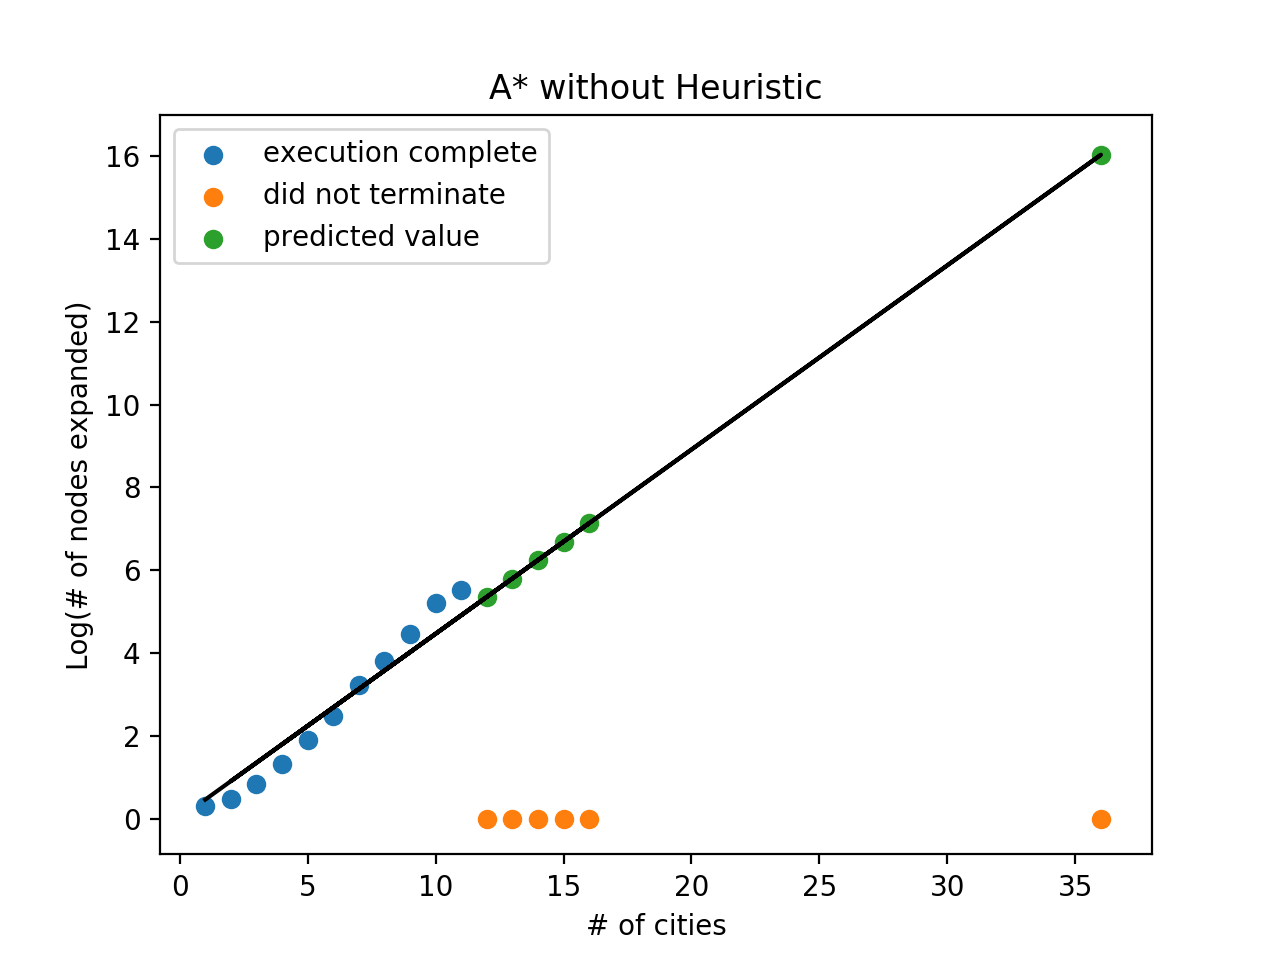 A* without Heuristic
execution complete
did not terminate
predicted value
Log(# of nodes expanded)
16
14
12
10
8
6
4
2
0
0 5 10 15 20 25 30 35
# of cities